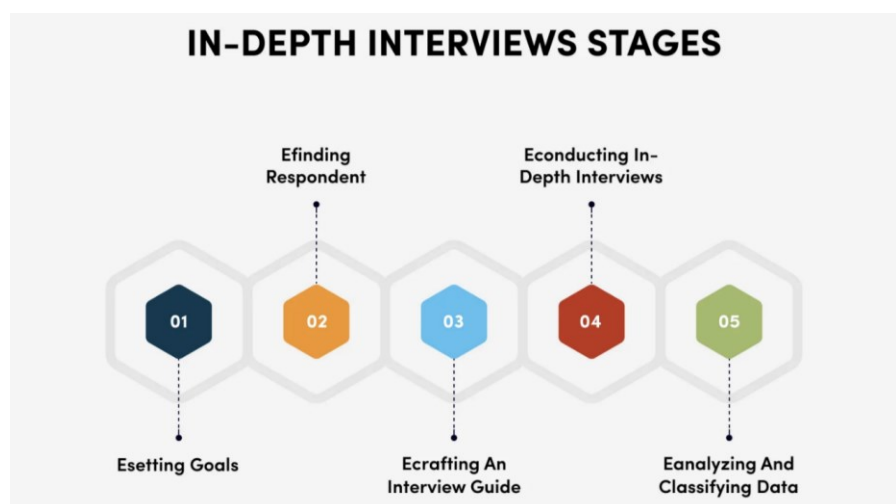 IN-DEPTH INTERVIEWS STAGES
Efinding
Respondent
Econducting In-
Depth Interviews
01
02
03
04
05
Esetting Goals
Ecrafting An
Interview Guide
Eanalyzing And
Classifying Data